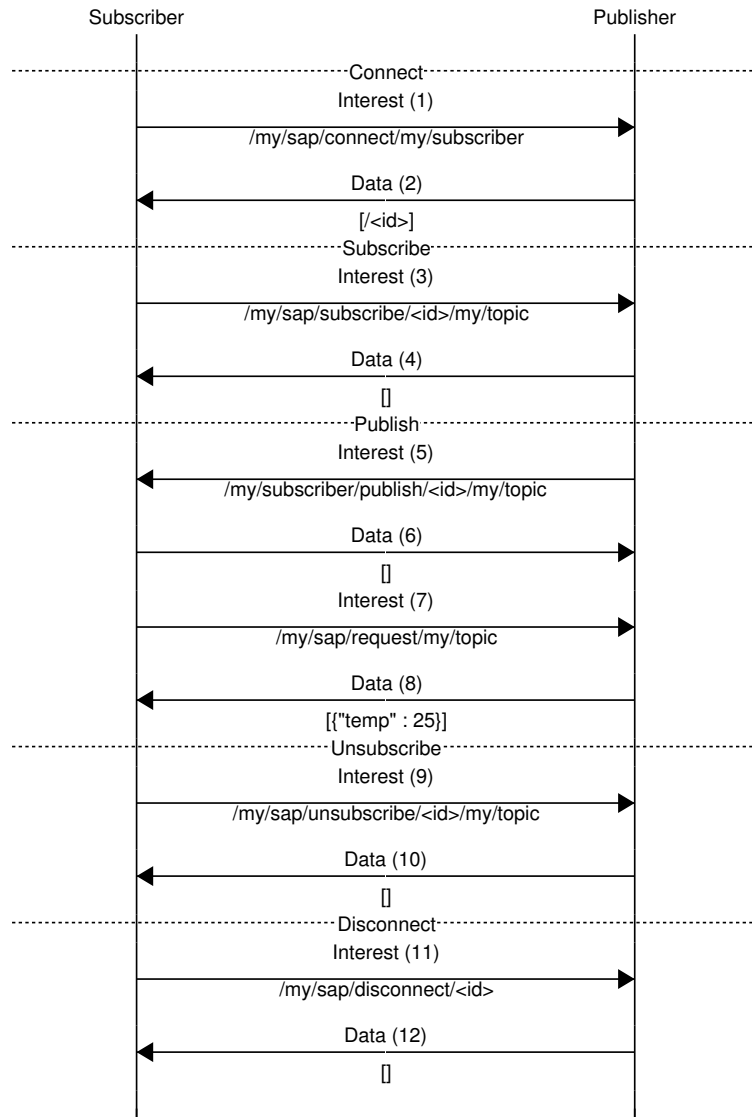 Subscriber
Publisher
Connect
Interest (1)
/my/sap/connect/my/subscriber
Data (2)
[/<id>]
Subscribe
Interest (3)
/my/sap/subscribe/<id>/my/topic
Data (4)
[]
Publish
Interest (5)
/my/subscriber/publish/<id>/my/topic
Data (6)
[]
Interest (7)
/my/sap/request/my/topic
Data (8)
[{"temp" : 25}]
Unsubscribe
Interest (9)
/my/sap/unsubscribe/<id>/my/topic
Data (10)
[]
Disconnect
Interest (11)
/my/sap/disconnect/<id>
Data (12)
[]